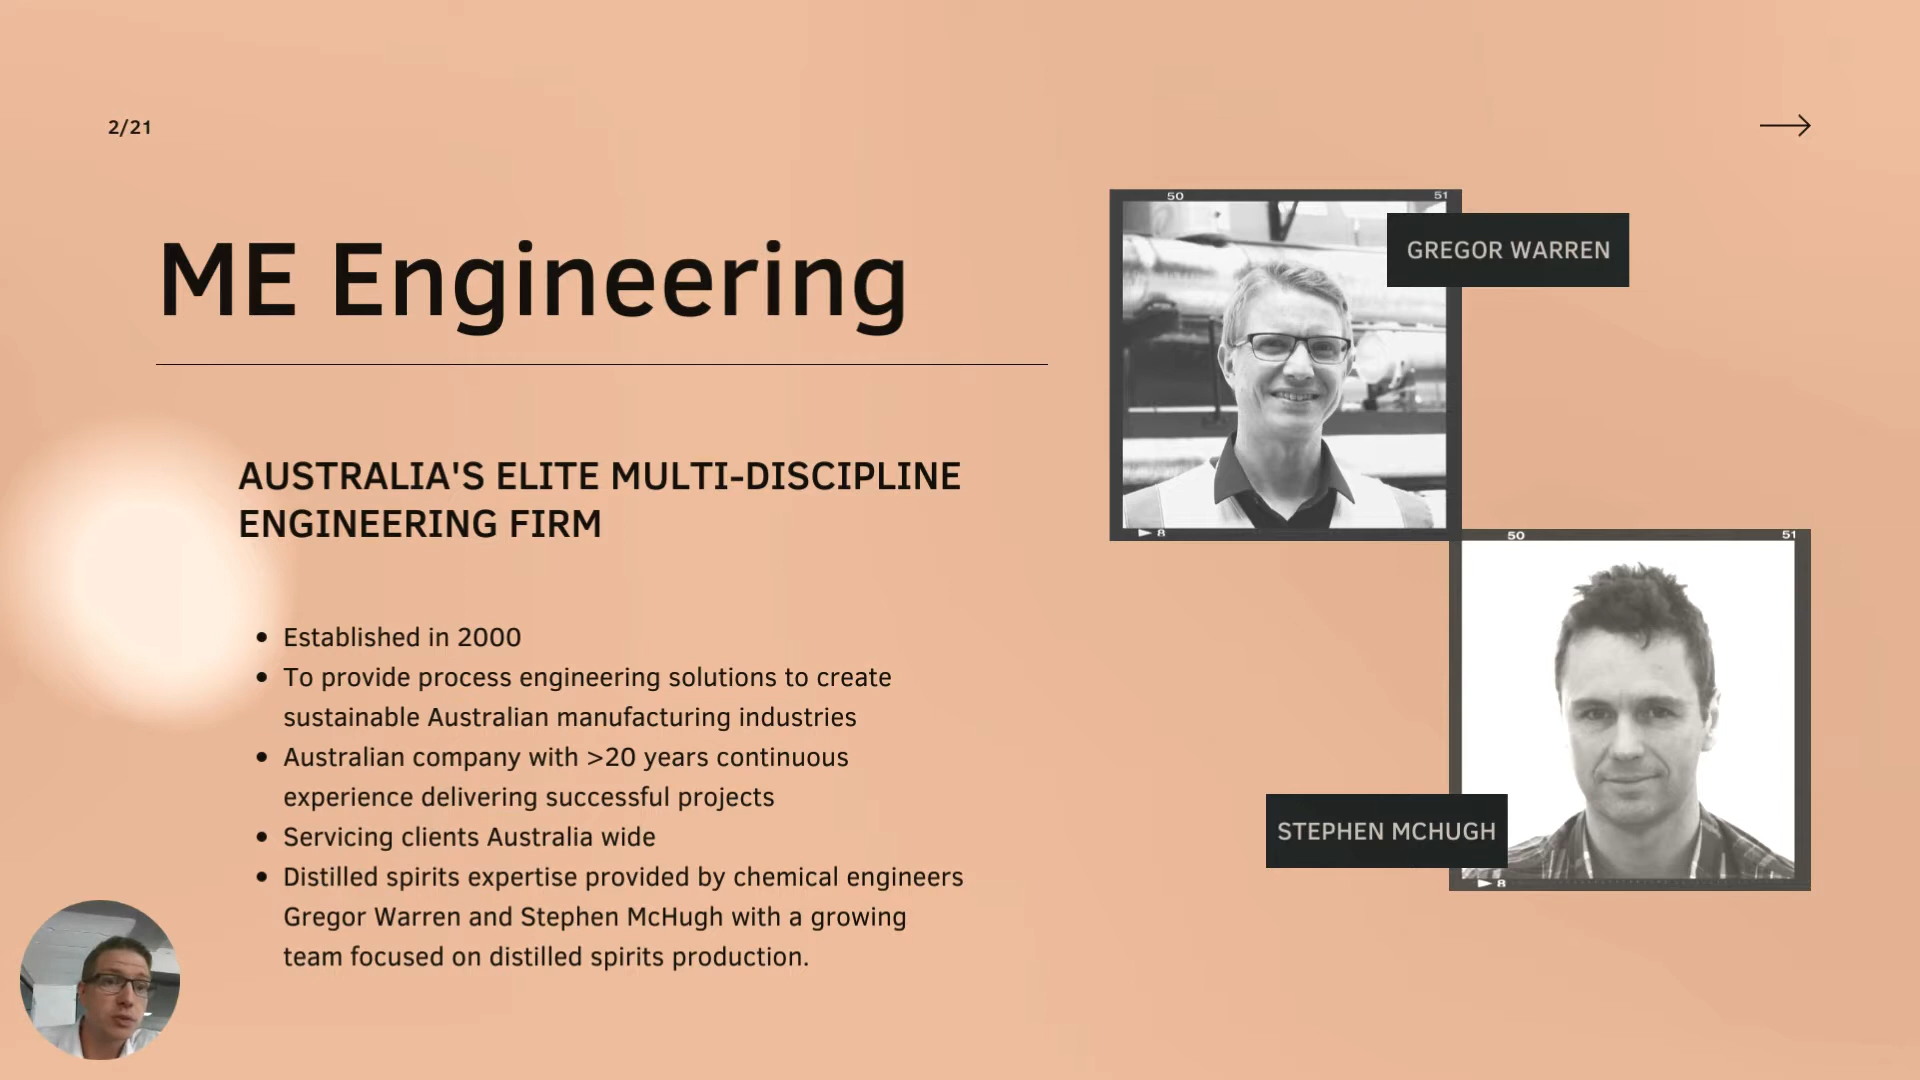 2/21
ME Engineering
AUSTRALIA'S ELITE MULTI-DISCIPLINE
ENGINEERING FIRM
• Established in 2000
• To provide process engineering solutions to create
sustainable Australian manufacturing industries
• Australian company with >20 years continuous
experience delivering successful projects
• Servicing clients Australia wide
• Distilled spirits expertise provided by chemical engineers
Gregor Warren and Stephen McHugh with a growing
team focused on distilled spirits production.
50 51
GREGOR WARREN
8
50 51
STEPHEN MCHUGH
8